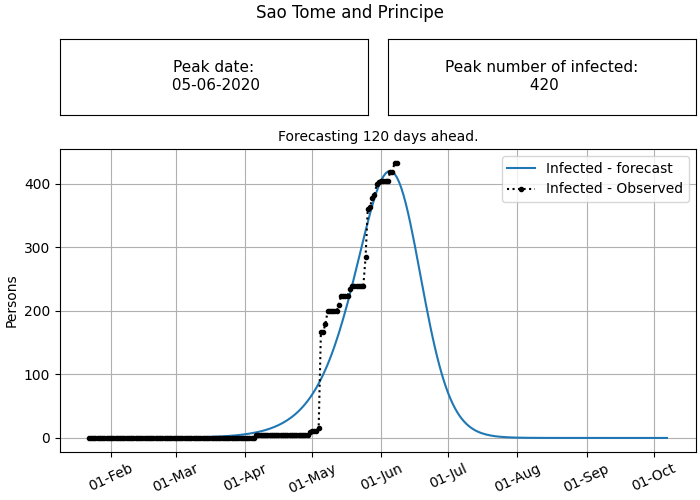 Sao Tome and Principe
Peak date:
05-06-2020
Peak number of infected:
420
Forecasting 120 days ahead.
Infected - forecast
Infected - Observed
Persons
400
300
200
100
0
01-Feb
01-Mar
01-Apr
01-May
01-Jun
01-Jul
01-Aug
01-Sep
01-Oct